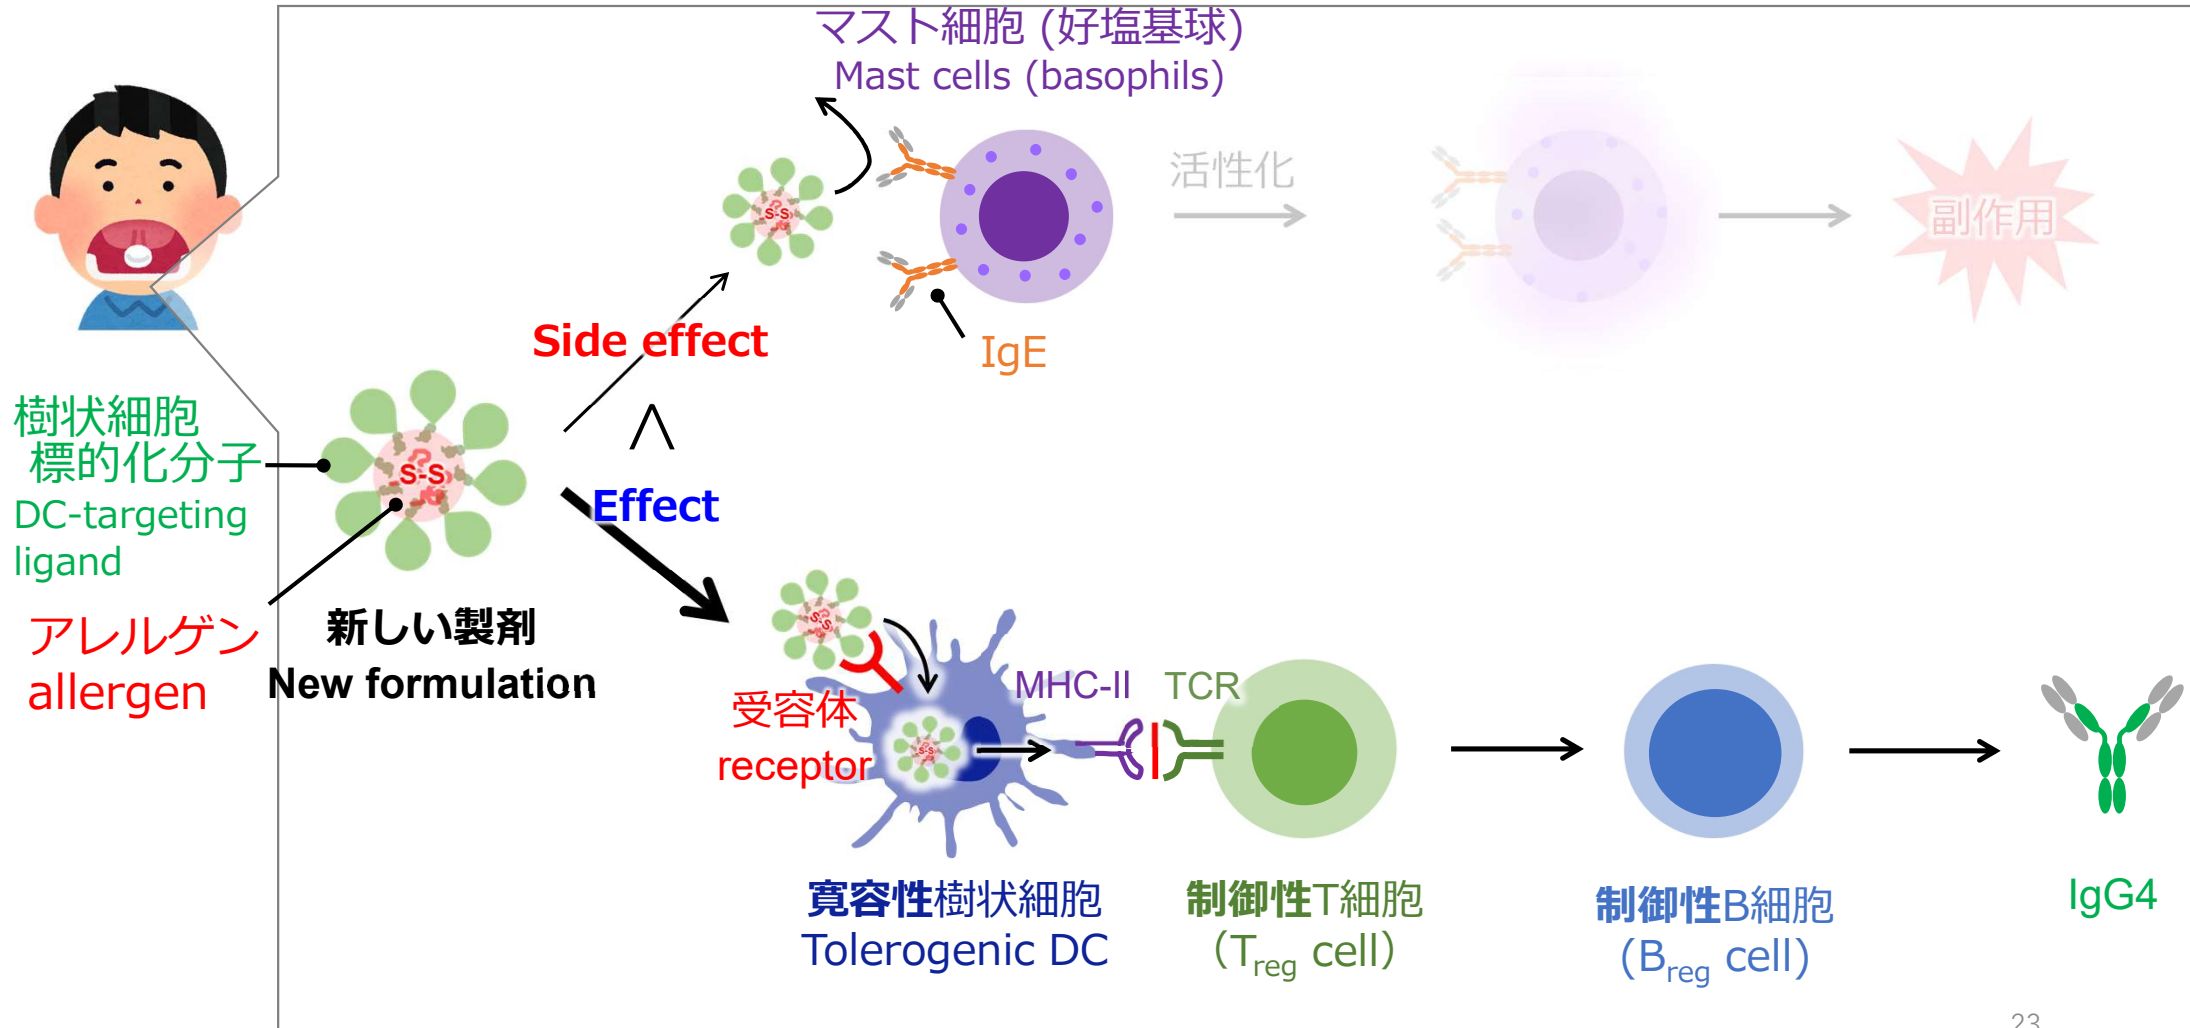 マスト細胞 (好塩基球)
Mast cells (basophils)
活性化
副作用
S-S
IgE
Side effect
<
Effect
樹状細胞
標的化分子
DC-targeting
ligand
S-S
アレルゲン
allergen
新しい製剤
New formulation
S-S
受容体
receptor
S-S
MHC-II
TCR
寛容性樹状細胞
Tolerogenic DC
制御性T細胞
(Treg cell)
制御性B細胞
(Breg cell)
IgG4
23